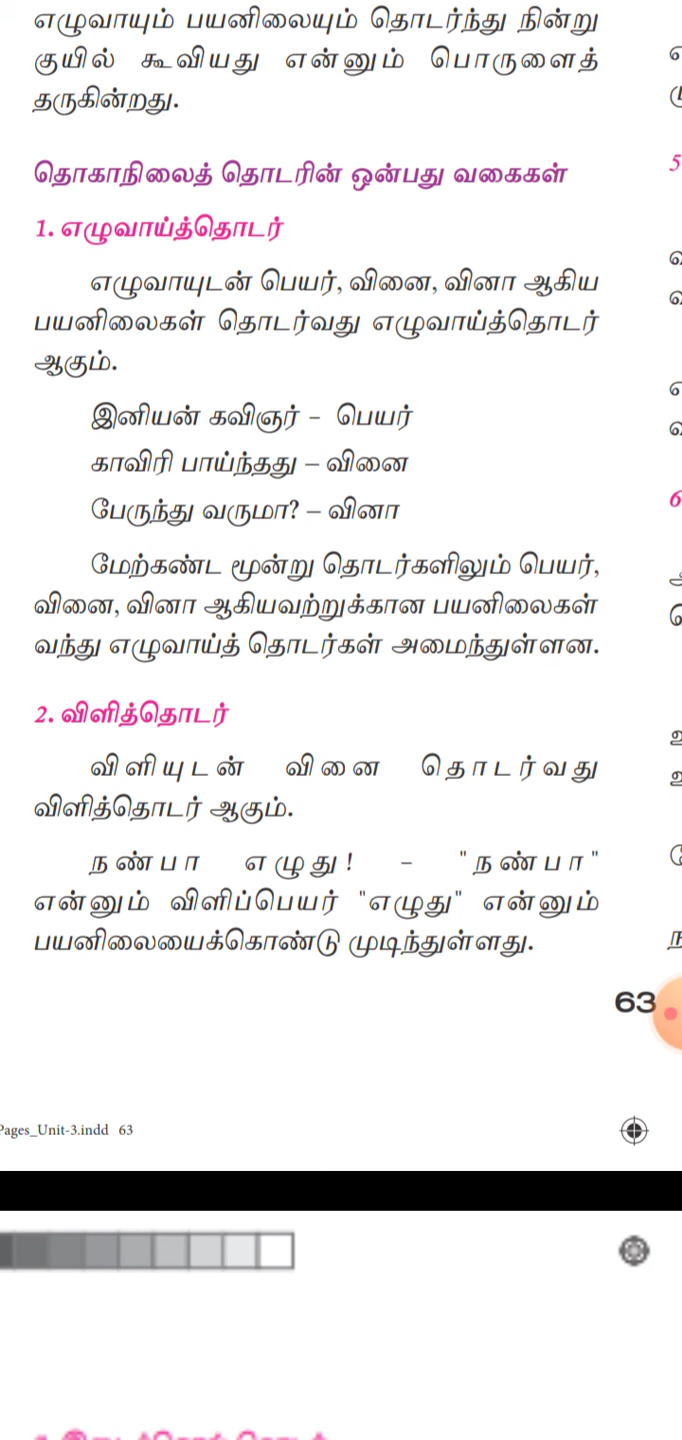 எழுவாயும் பயனிலையும் தொடர்ந்து நின்று
குயில் கூவியது என்னும் பொருளைத்
தருகின்றது.
தொகாநிலைத் தொடரின் ஒன்பது வகைகள்
1. எழுவாய்த்தொடர்
எழுவாயுடன் பெயர், வினை, வினா ஆகிய
பயனிலைகள் தொடர்வது எழுவாய்த்தொடர்
ஆகும்.
இனியன் கவிஞர் - பெயர்
காவிரி பாய்ந்தது – வினை
பேருந்து வருமா? – வினா
மேற்கண்ட மூன்று தொடர்களிலும் பெயர்,
வினை, வினா ஆகியவற்றுக்கான பயனிலைகள்
வந்து எழுவாய்த் தொடர்கள் அமைந்துள்ளன.
2. விளித்தொடர்
விளியுடன் வினை தொடர்வது
விளித்தொடர் ஆகும்.
நண்பா எழுது! - "நண்பா"
என்னும் விளிப்பெயர் "எழுது" என்னும்
பயனிலையைக்கொண்டு முடிந்துள்ளது.
5
6
63
Pages_Unit-3.indd 63